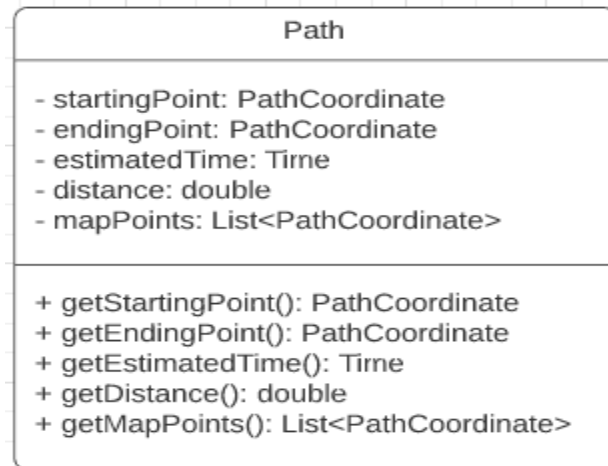 Path
- startingPoint: PathCoordinate
- endingPoint: PathCoordinate
- estimatedTime: Time
- distance: double
- mapPoints: List<PathCoordinate>
+ getStartingPoint(): PathCoordinate
+ getEndingPoint(): PathCoordinate
+ getEstimatedTime(): Time
+ getDistance(): double
+ getMapPoints(): List<PathCoordinate>